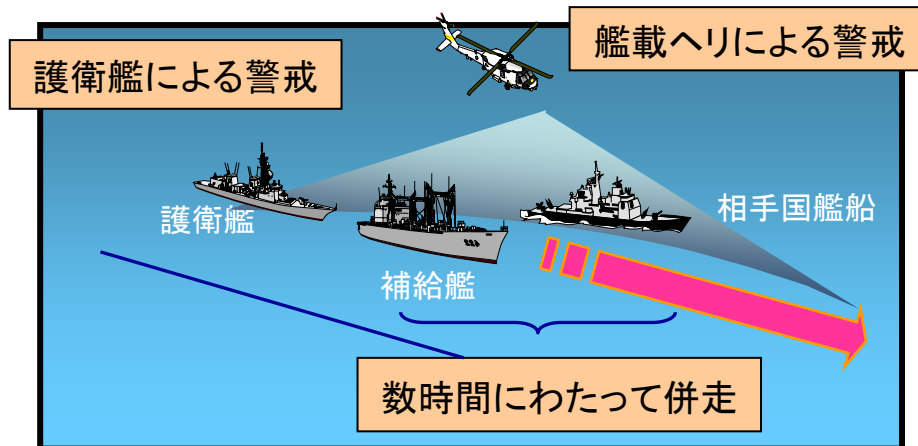 艦載ヘリによる警戒
護衛艦による警戒
護衛艦
補給艦
相手国艦船
数時間にわたって併走